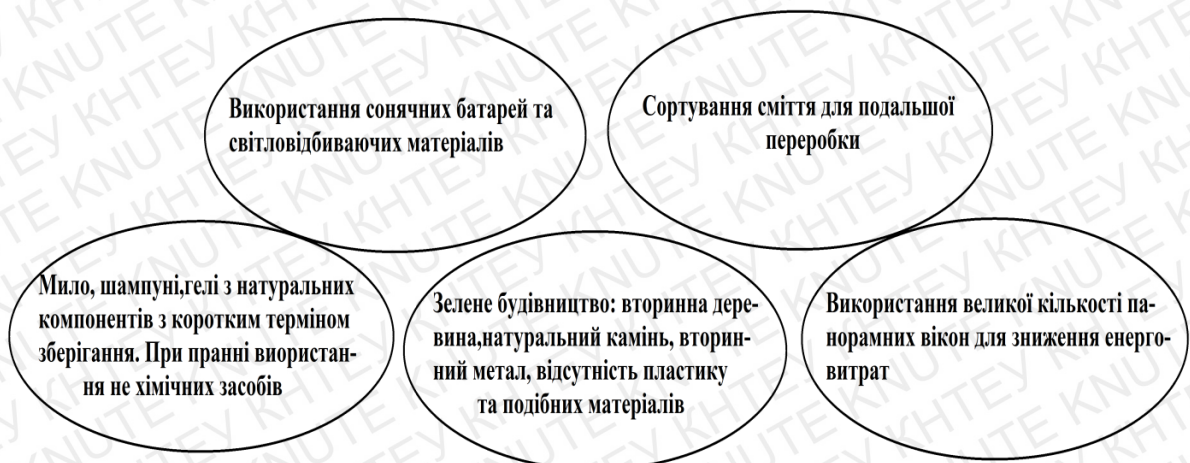 Використання сонячних батарей та
світловідбиваючих матеріалів
Сортування сміття для подальшої
переробки
Мило, шампуні,гелі з натуральних
компонентів з коротким терміном
зберігання. При пранні виористан-
ня не хімічних засобів
Зелене будівництво: вторинна дере-
вина,натуральний камінь, вторин-
ний метал, відсутність пластику
та подібних матеріалів
Використання великої кількості па-
норамних вікон для зниження енерго-
витрат